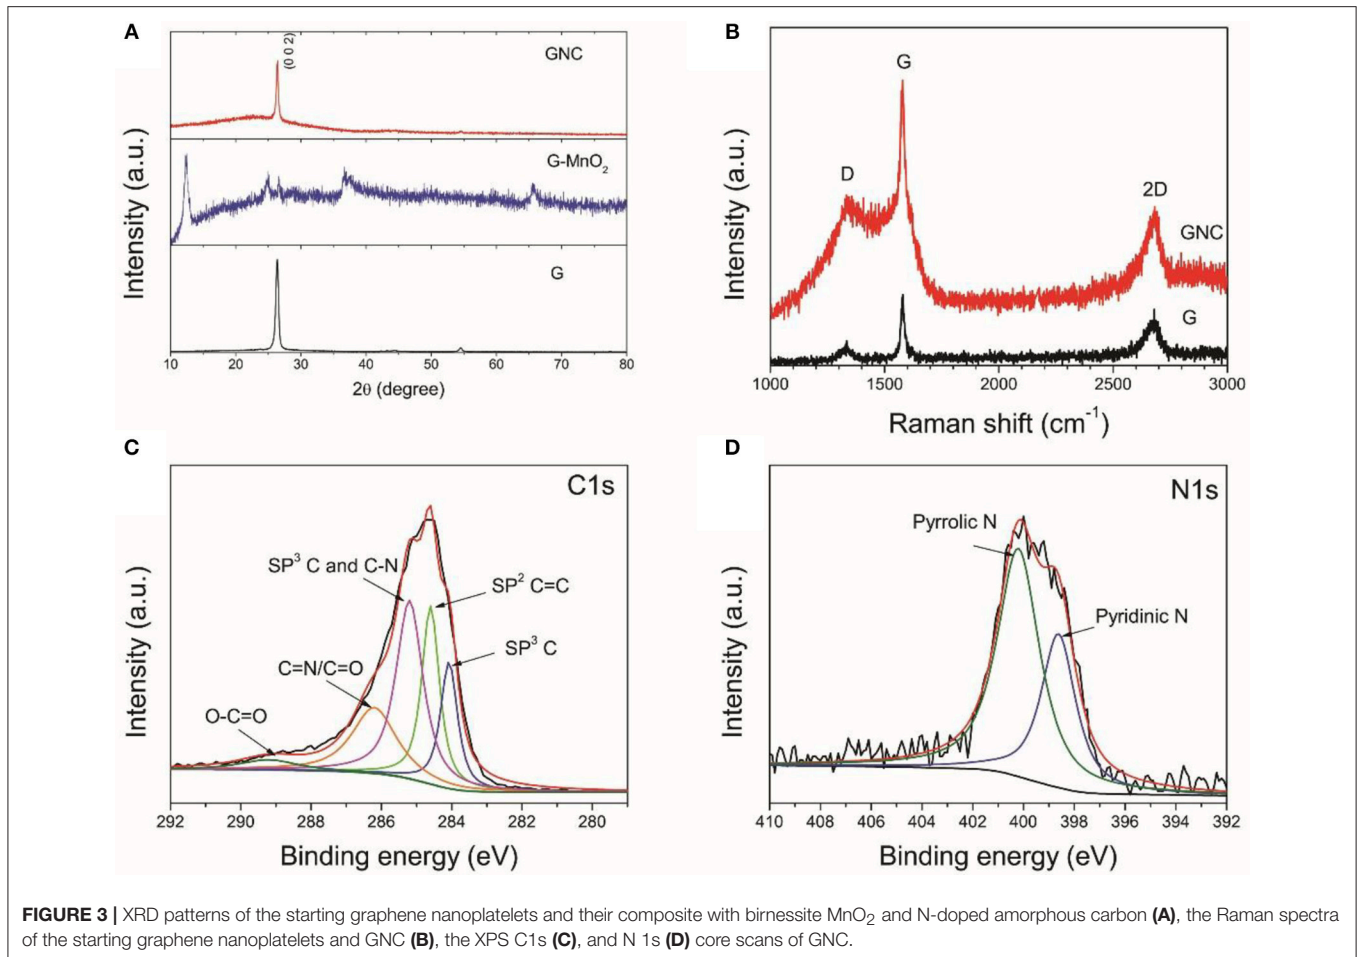 A
GNC
(0 0 2)
G-MnO₂
G
Intensity (a.u.)
10 20 30 40 50 60 70 80
2θ (degree)
B
G
D
2D
GNC
G
Intensity (a.u.)
1000 1500 2000 2500 3000
Raman shift (cm⁻¹)
C
C1s
SP³ C and C-N
SP² C=C
SP³ C
C=N/C=O
O-C=O
Intensity (a.u.)
292 290 288 286 284 282 280
Binding energy (eV)
D
N1s
Pyrrolic N
Pyridinic N
Intensity (a.u.)
410 408 406 404 402 400 398 396 394 392
Binding energy (eV)
FIGURE 3 | XRD patterns of the starting graphene nanoplatelets and their composite with birnessite MnO₂ and N-doped amorphous carbon (A), the Raman spectra
of the starting graphene nanoplatelets and GNC (B), the XPS C1s (C), and N 1s (D) core scans of GNC.